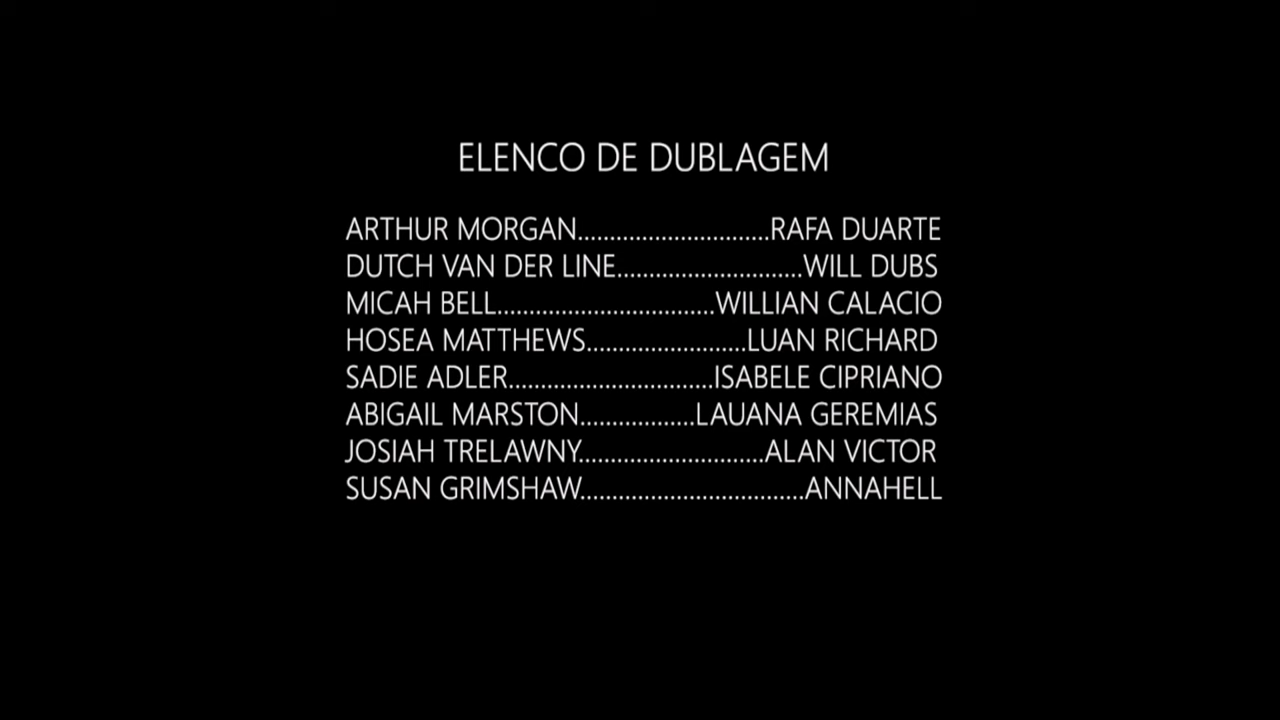 ELENCO DE DUBLAGEM
ARTHUR MORGAN..............................RAFA DUARTE
DUTCH VAN DER LINE.............................WILL DUBS
MICAH BELL..................................WILLIAN CALACIO
HOSEA MATTHEWS.........................LUAN RICHARD
SADIE ADLER................................ISABELE CIPRIANO
ABIGAIL MARSTON..................LAUANA GEREMIAS
JOSIAH TRELAWNY.............................ALAN VICTOR
SUSAN GRIMSHAW...................................ANNAHELL